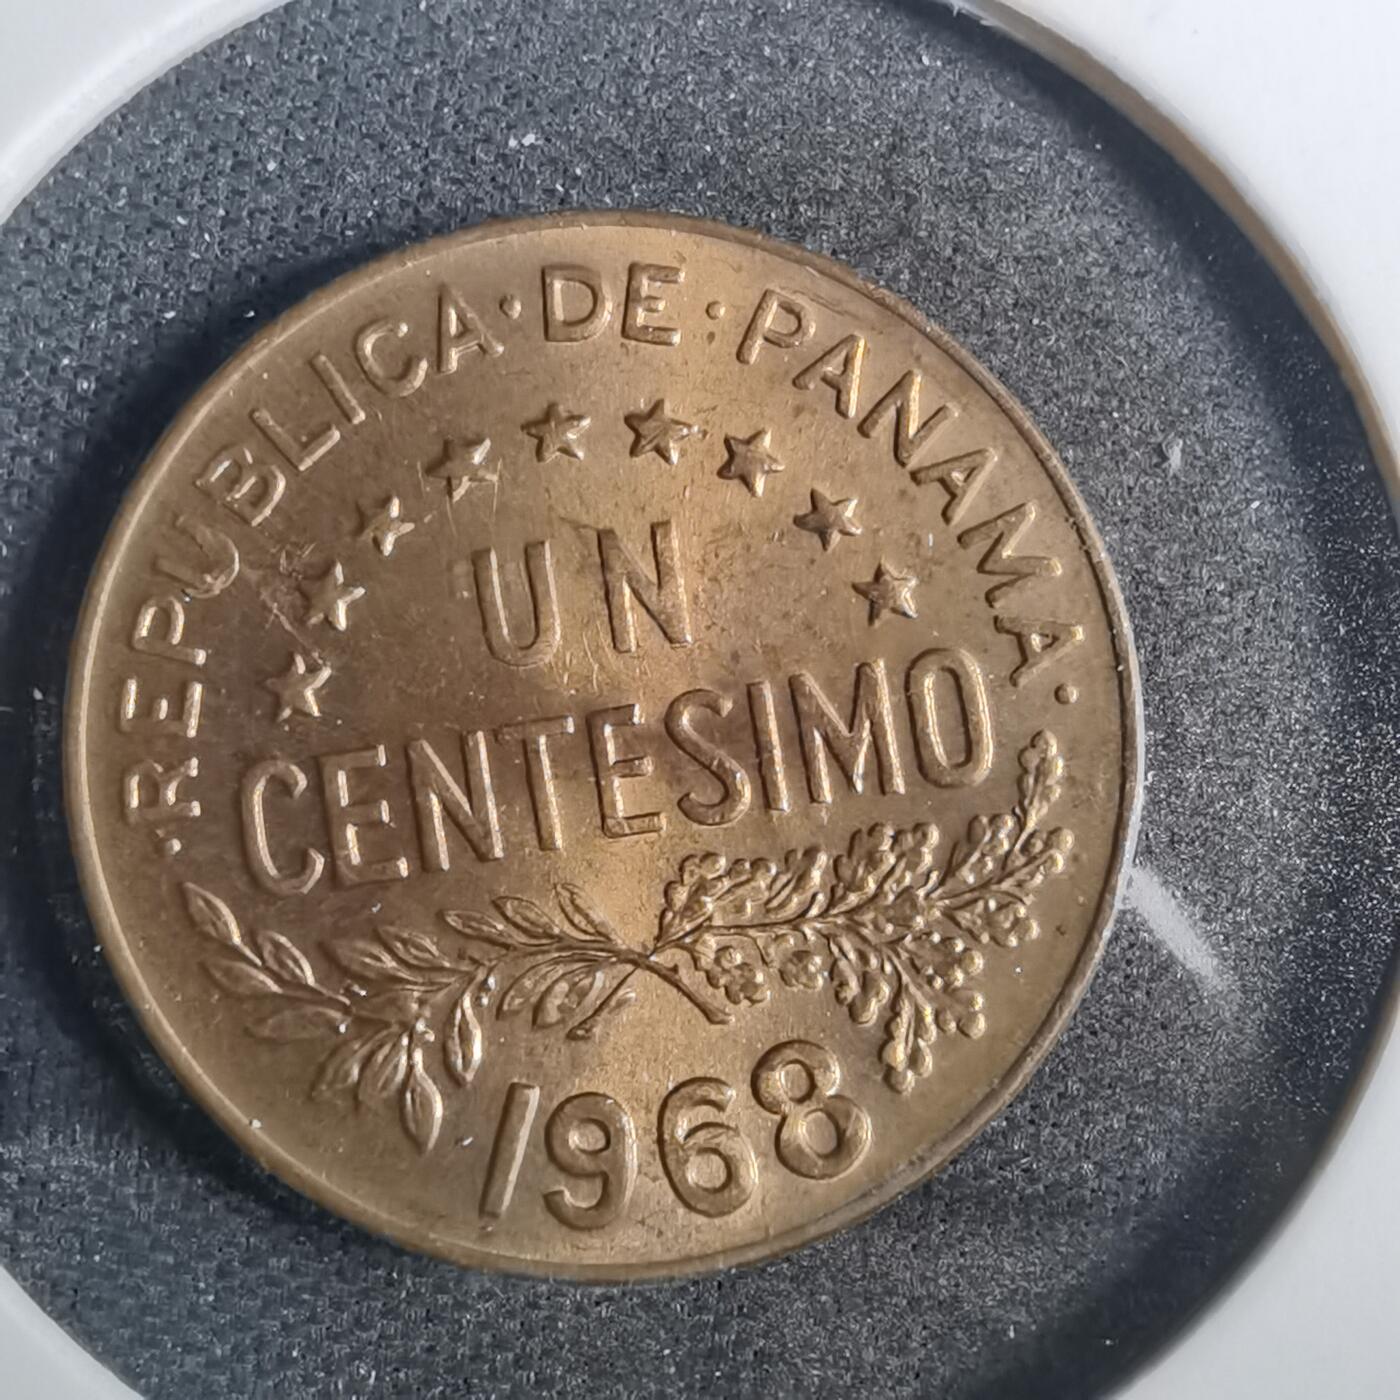 ·REPUBLICA·DE·PANAMA·
UN
CENTESIMO
1968